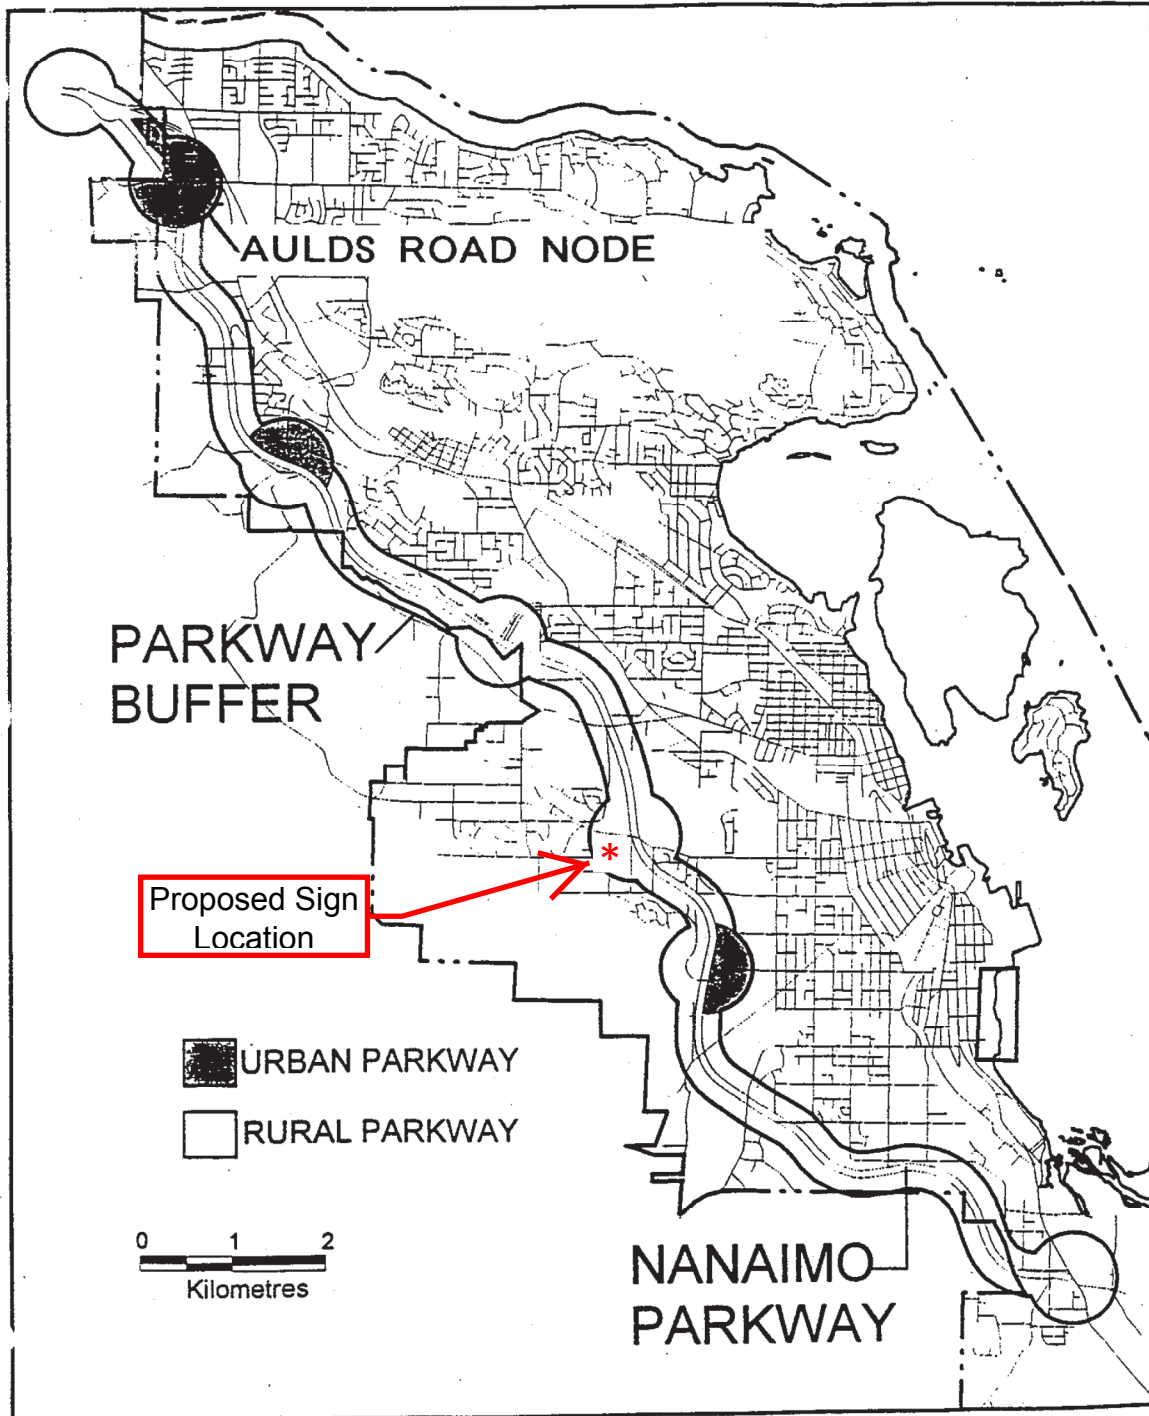 AULDS ROAD NODE
PARKWAY
BUFFER
*
Proposed Sign
Location
URBAN PARKWAY
RURAL PARKWAY
0 1 2
Kilometres
NANAIMO
PARKWAY